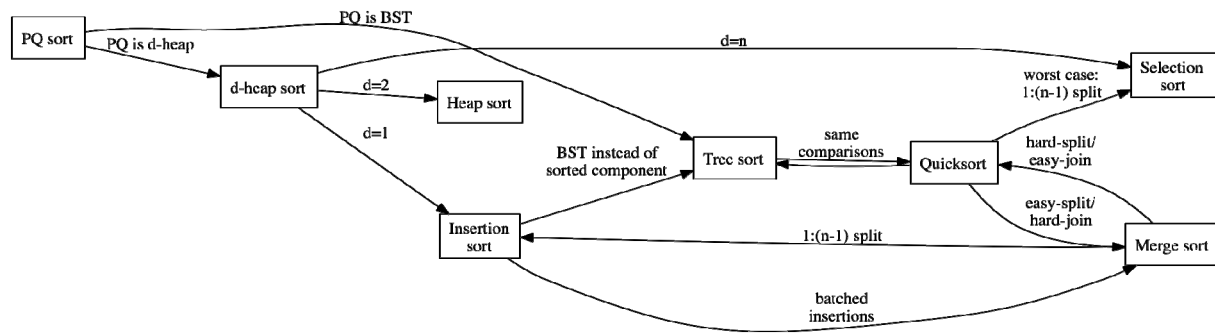 PQ is BST
PQ sort
PQ is d-heap
d=n
d-heap sort
d=2
Heap sort
worst case:
1:(n-1) split
Selection
sort
d=1
BST instead of
sorted component
Tree sort
same
comparisons
Quicksort
hard-split/
easy-join
easy-split/
hard-join
Insertion
sort
1:(n-1) split
Merge sort
batched
insertions